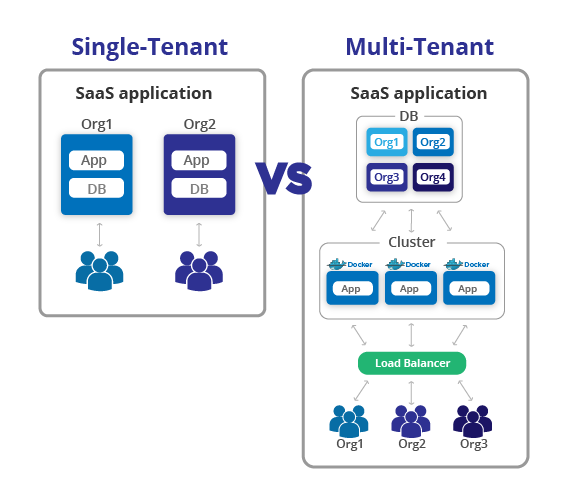 Single-Tenant
SaaS application
Org1
Org2
App
App
DB
DB
VS
Multi-Tenant
SaaS application
DB
Org1
Org2
Org3
Org4
Cluster
Docker
Docker
Docker
App
App
App
Load Balancer
Org1
Org2
Org3